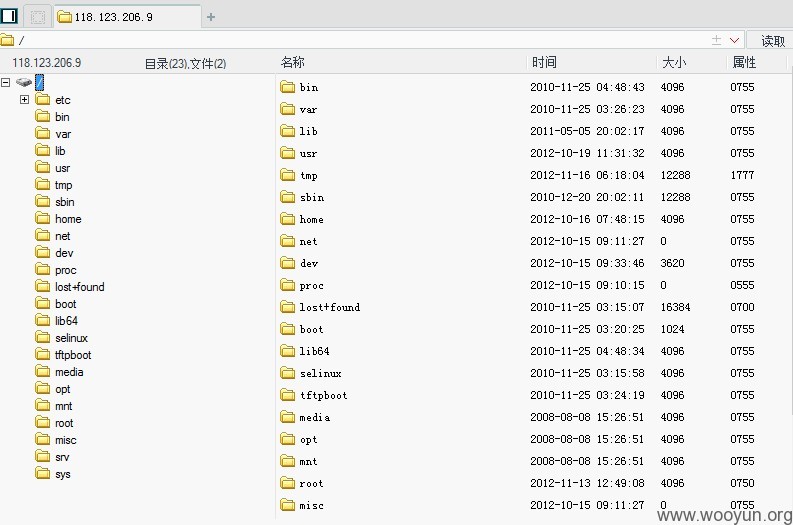 118.123.206.9
/
读取
118.123.206.9 目录(23),文件(2)
/
etc
bin
var
lib
usr
tmp
sbin
home
net
dev
proc
lost+found
boot
lib64
selinux
tftpboot
media
opt
mnt
root
misc
srv
sys
名称 时间 大小 属性
bin 2010-11-25 04:48:43 4096 0755
var 2010-11-25 03:26:23 4096 0755
lib 2011-05-05 20:02:17 4096 0755
usr 2012-10-19 11:31:32 4096 0755
tmp 2012-11-16 06:18:04 12288 1777
sbin 2010-12-20 20:02:11 12288 0755
home 2012-10-16 07:48:15 4096 0755
net 2012-10-15 09:11:27 0 0755
dev 2012-10-15 09:33:46 3620 0755
proc 2012-10-15 09:10:15 0 0555
lost+found 2010-11-25 03:15:07 16384 0700
boot 2010-11-25 03:20:25 1024 0755
lib64 2010-11-25 04:48:34 4096 0755
selinux 2010-11-25 03:15:58 4096 0755
tftpboot 2010-11-25 03:24:19 4096 0755
media 2008-08-08 15:26:51 4096 0755
opt 2008-08-08 15:26:51 4096 0755
mnt 2008-08-08 15:26:51 4096 0755
root 2012-11-13 12:49:08 4096 0750
misc 2012-10-15 09:11:27 0 0755
www.wooyun.org